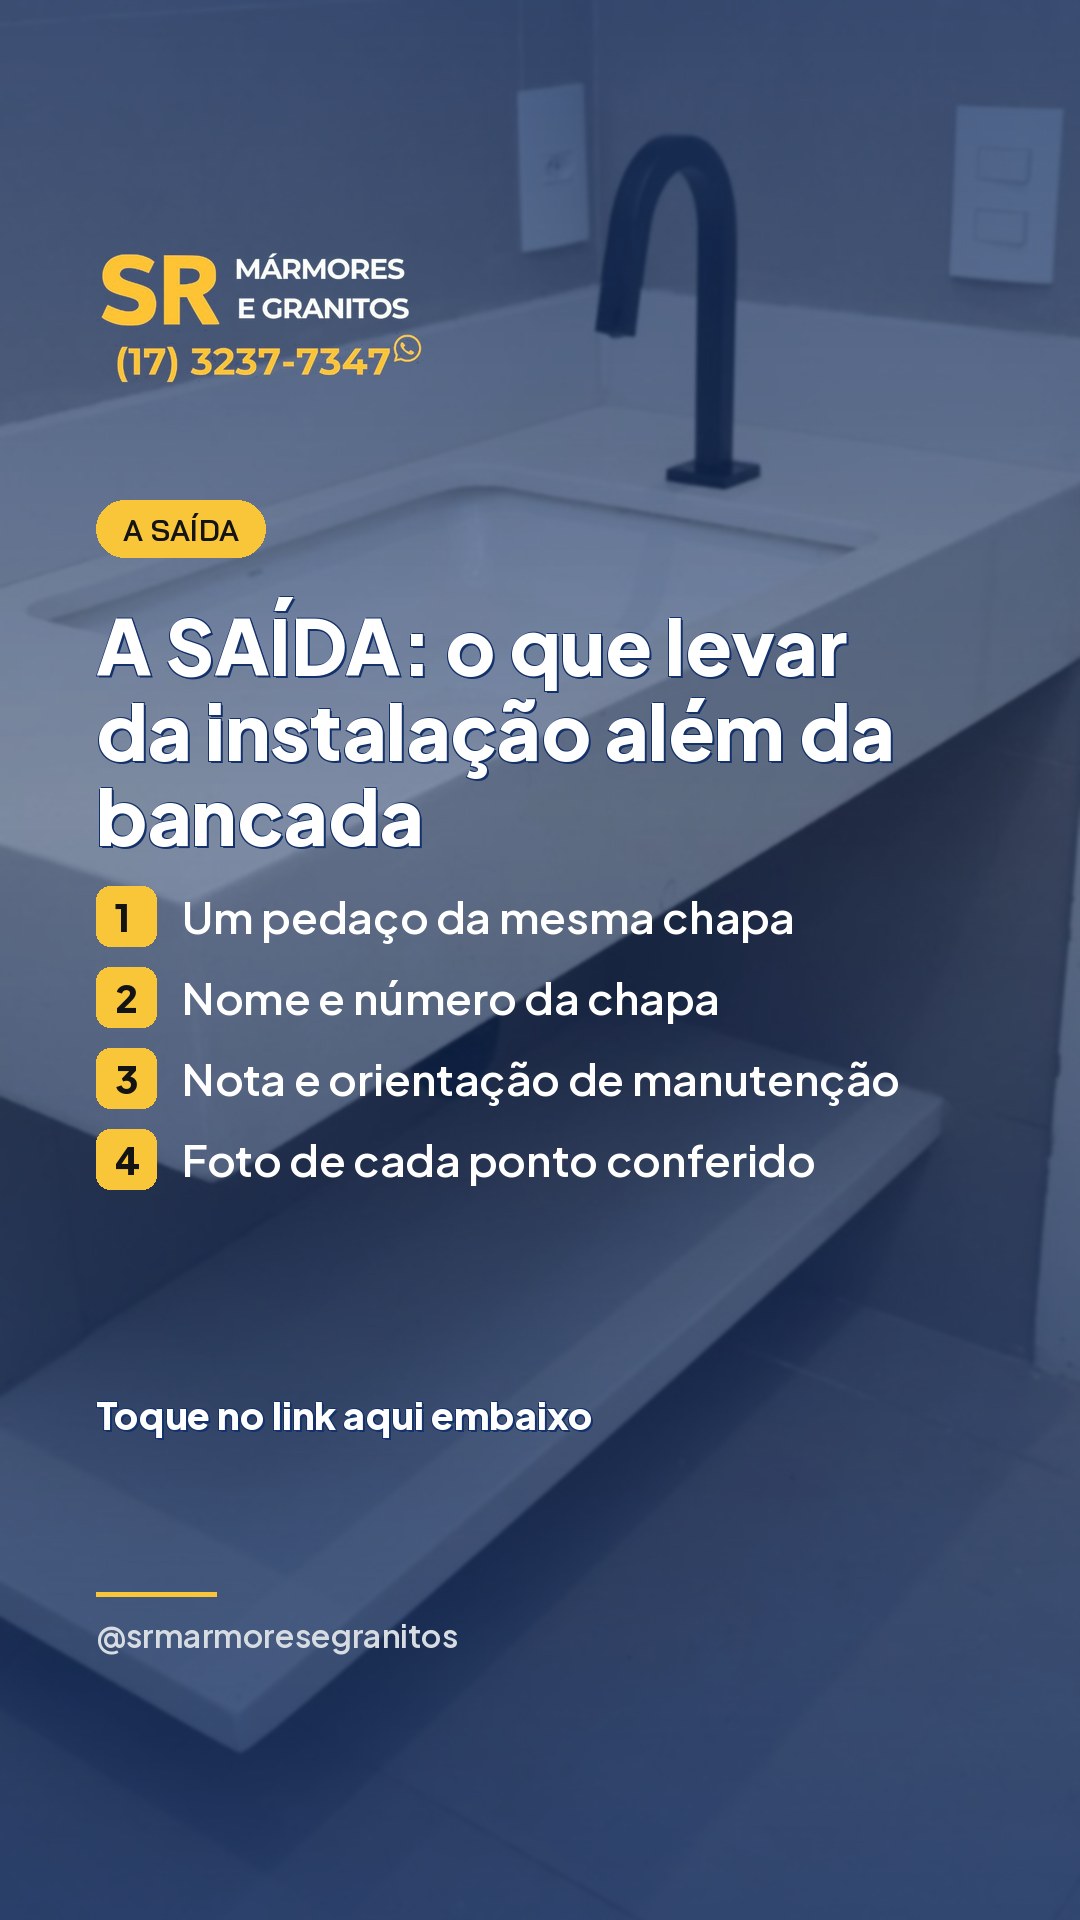 SR MÁRMORES
E GRANITOS
(17) 3237-7347
A SAÍDA
A SAÍDA: o que levar
da instalação além da
bancada
1 Um pedaço da mesma chapa
2 Nome e número da chapa
3 Nota e orientação de manutenção
4 Foto de cada ponto conferido
Toque no link aqui embaixo
@srmarmoresegranitos